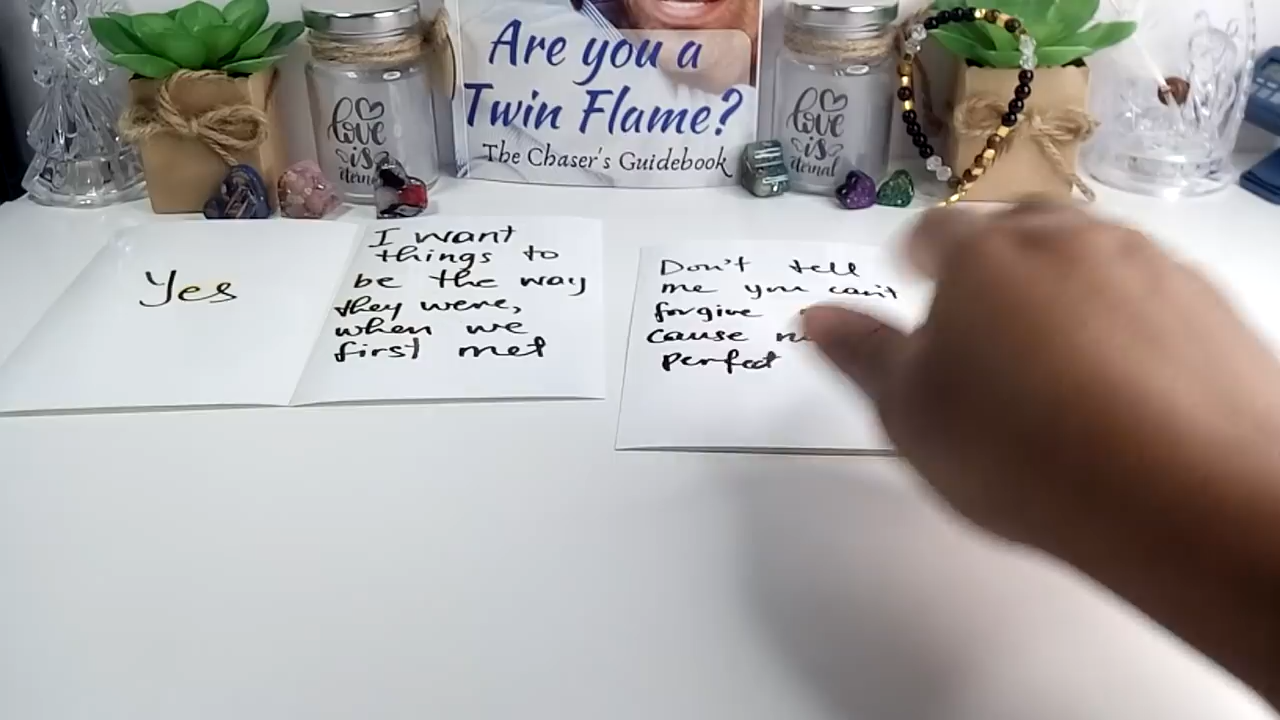 Are you a
Twin Flame?
The Chaser's Guidebook
love
is
eternal
love
is
eternal
Yes
I want
things to
be the way
they were,
when we
first met
Don't tell
me you can't
forgive
cause
perfect